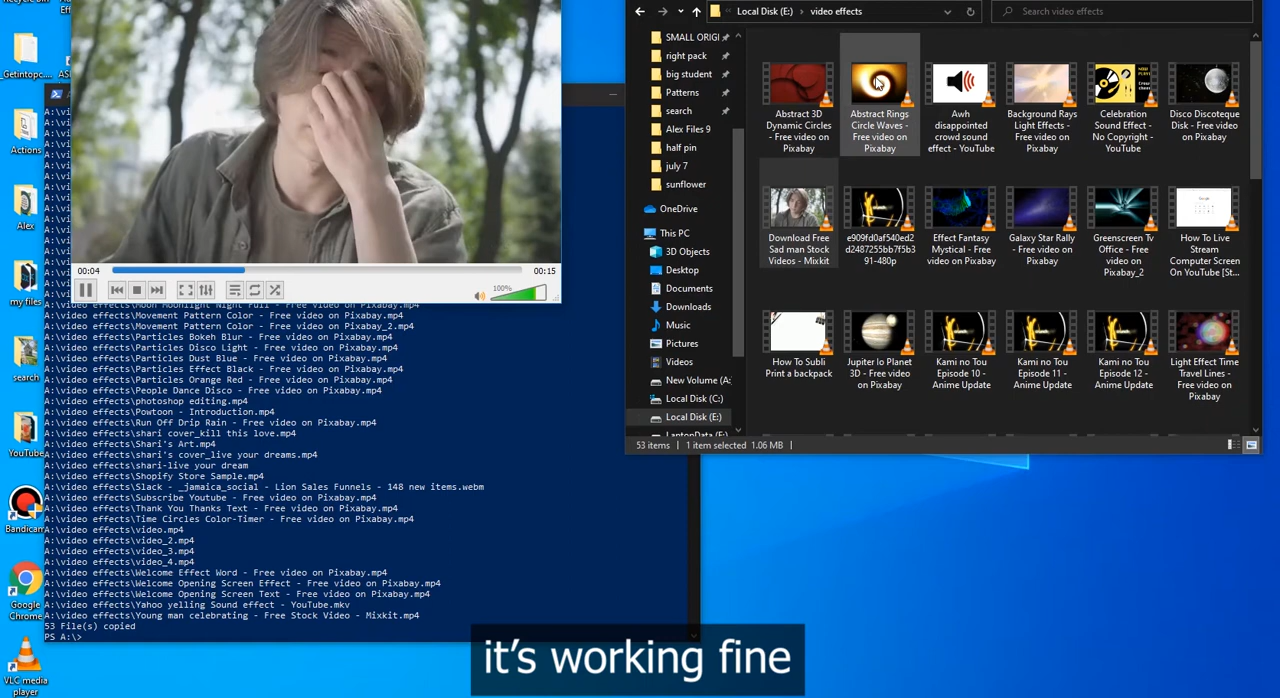 _Getintopc....
Actions
Alex
my files
search
YouTube
Google
Chrome
VLC media
player
00:04
00:15
100%
A:\video effects\Movement Pattern Color - Free video on Pixabay.mp4
A:\video effects\Movement Pattern Color - Free video on Pixabay_2.mp4
A:\video effects\Particles Bokeh Blur - Free video on Pixabay.mp4
A:\video effects\Particles Disco Light - Free video on Pixabay.mp4
A:\video effects\Particles Dust Blue - Free video on Pixabay.mp4
A:\video effects\Particles Effect Black - Free video on Pixabay.mp4
A:\video effects\Particles Orange Red - Free video on Pixabay.mp4
A:\video effects\People Dance Disco - Free video on Pixabay.mp4
A:\video effects\photoshop editing.mp4
A:\video effects\Powtoon - Introduction.mp4
A:\video effects\Run Off Drip Rain - Free video on Pixabay.mp4
A:\video effects\shari cover_kill this love.mp4
A:\video effects\Shari's Art.mp4
A:\video effects\shari's cover_live your dreams.mp4
A:\video effects\shari-live your dream
A:\video effects\Shopify Store Sample.mp4
A:\video effects\Slack - _jamaica_social - Lion Sales Funnels - 148 new items.webm
A:\video effects\Subscribe Youtube - Free video on Pixabay.mp4
A:\video effects\Thank You Thanks Text - Free video on Pixabay.mp4
A:\video effects\Time Circles Color-Timer - Free video on Pixabay.mp4
A:\video effects\video.mp4
A:\video effects\video_2.mp4
A:\video effects\video_3.mp4
A:\video effects\video_4.mp4
A:\video effects\Welcome Effect Word - Free video on Pixabay.mp4
A:\video effects\Welcome Opening Screen Effect - Free video on Pixabay.mp4
A:\video effects\Welcome Opening Screen Text - Free video on Pixabay.mp4
A:\video effects\Yahoo yelling Sound effect - YouTube.mkv
A:\video effects\Young man celebrating - Free Stock Video - Mixkit.mp4
53 File(s) copied
PS A:\>
Local Disk (E:) > video effects
Search video effects
SMALL ORIGI
right pack
big student
Patterns
search
Alex Files 9
half pin
july 7
sunflower
OneDrive
This PC
3D Objects
Desktop
Documents
Downloads
Music
Pictures
Videos
New Volume (A:
Local Disk (C:)
Local Disk (E:)
Abstract 3D
Dynamic Circles
- Free video on
Pixabay
Abstract Rings
Circle Waves -
Free video on
Pixabay
Awh
disappointed
crowd sound
effect - YouTube
Background Rays
Light Effects -
Free video on
Pixabay
Celebration
Sound Effect -
No Copyright -
YouTube
Disco Discoteque
Disk - Free video
on Pixabay
Download Free
Sad man Stock
Videos - Mixkit
e909fd0af540ed2
d2487255bb7f5b3
91-480p
Effect Fantasy
Mystical - Free
video on Pixabay
Galaxy Star Rally
- Free video on
Pixabay
Greenscreen Tv
Office - Free
video on
Pixabay_2
How To Live
Stream
Computer Screen
On YouTube [St...
How To Subli
Print a backpack
Jupiter Io Planet
3D - Free video
on Pixabay
Kami no Tou
Episode 10 -
Anime Update
Kami no Tou
Episode 11 -
Anime Update
Kami no Tou
Episode 12 -
Anime Update
Light Effect Time
Travel Lines -
Free video on
Pixabay
53 items
1 item selected 1.06 MB
it's working fine